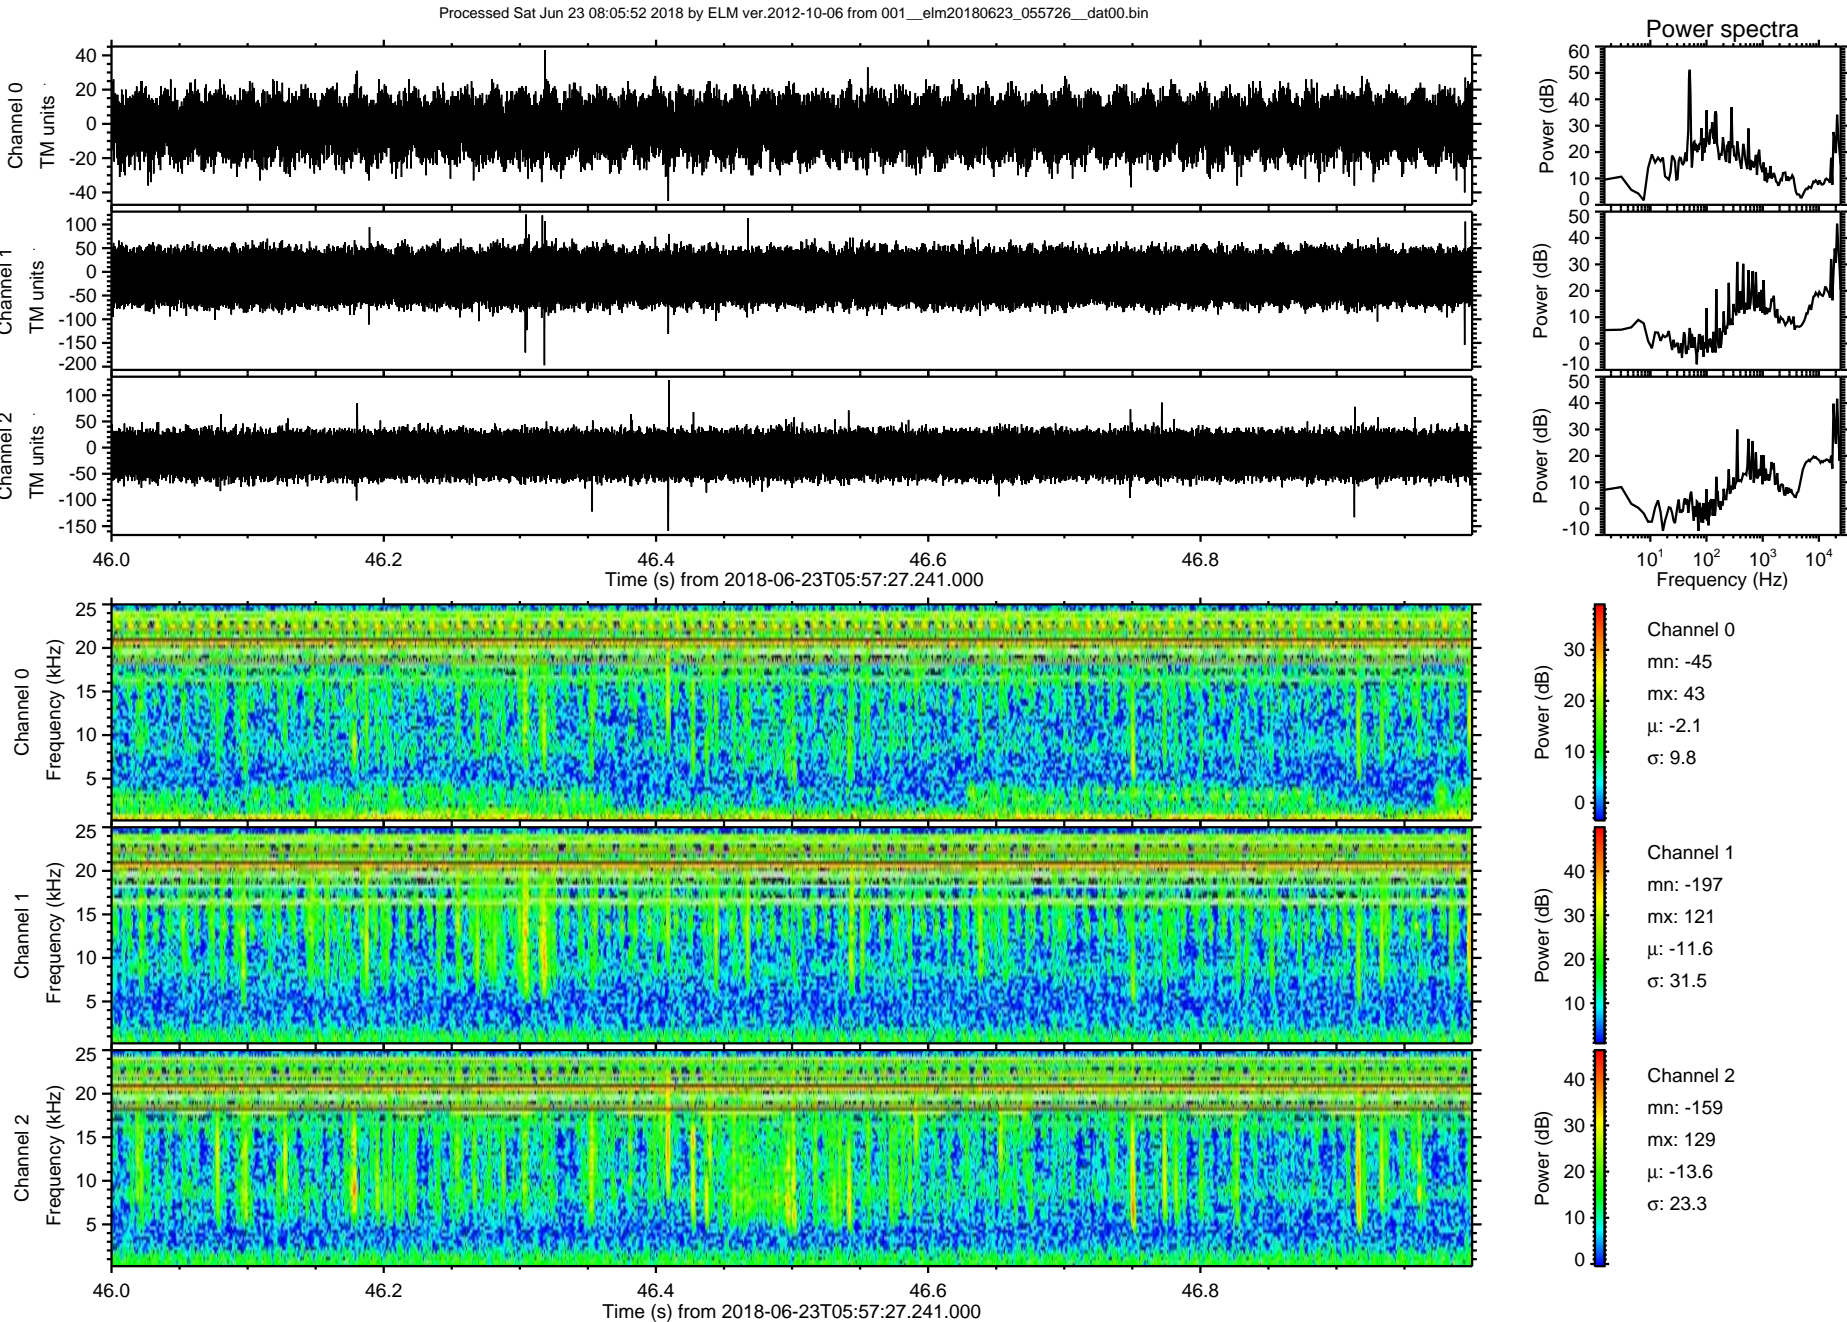 Processed Sat Jun 23 08:05:52 2018 by ELM ver.2012-10-06 from 001__elm20180623_055726__dat00.bin
Power spectra
Channel 0
TM units
40
20
0
-20
-40
Power (dB)
60
50
40
30
20
10
0
Channel 1
TM units
100
50
0
-50
-100
-150
-200
Power (dB)
50
40
30
20
10
0
-10
Channel 2
TM units
100
50
0
-50
-100
-150
Power (dB)
50
40
30
20
10
0
-10
46.0 46.2 46.4 46.6 46.8
Time (s) from 2018-06-23T05:57:27.241.000
10¹ 10² 10³ 10⁴
Frequency (Hz)
Channel 0
Frequency (kHz)
25
20
15
10
5
Power (dB)
30
20
10
0
Channel 0
mn: -45
mx: 43
μ: -2.1
σ: 9.8
Channel 1
Frequency (kHz)
25
20
15
10
5
Power (dB)
40
30
20
10
Channel 1
mn: -197
mx: 121
μ: -11.6
σ: 31.5
Channel 2
Frequency (kHz)
25
20
15
10
5
Power (dB)
40
30
20
10
0
Channel 2
mn: -159
mx: 129
μ: -13.6
σ: 23.3
46.0 46.2 46.4 46.6 46.8
Time (s) from 2018-06-23T05:57:27.241.000